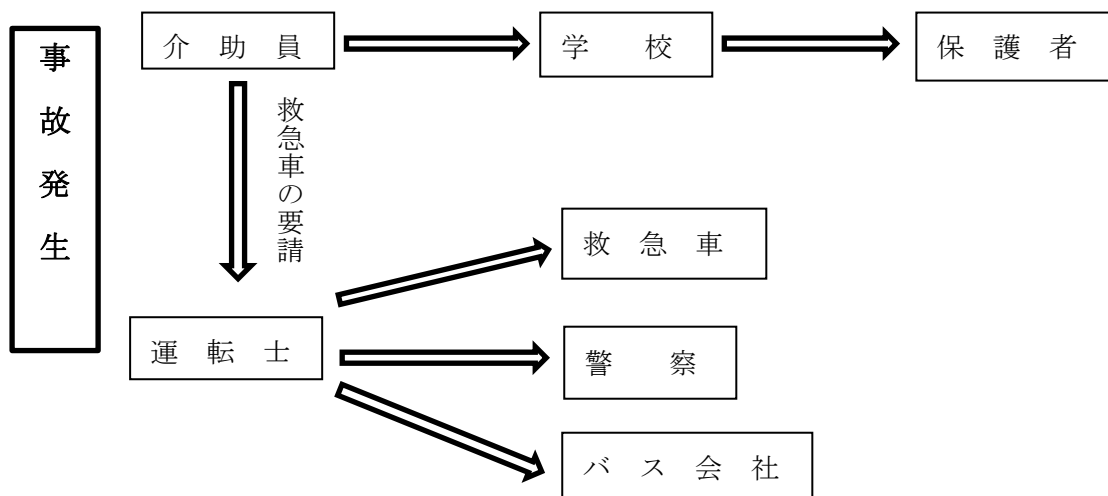 事故発生
介助員
学校
保護者
救急車の要請
救急車
運転士
警察
バス会社